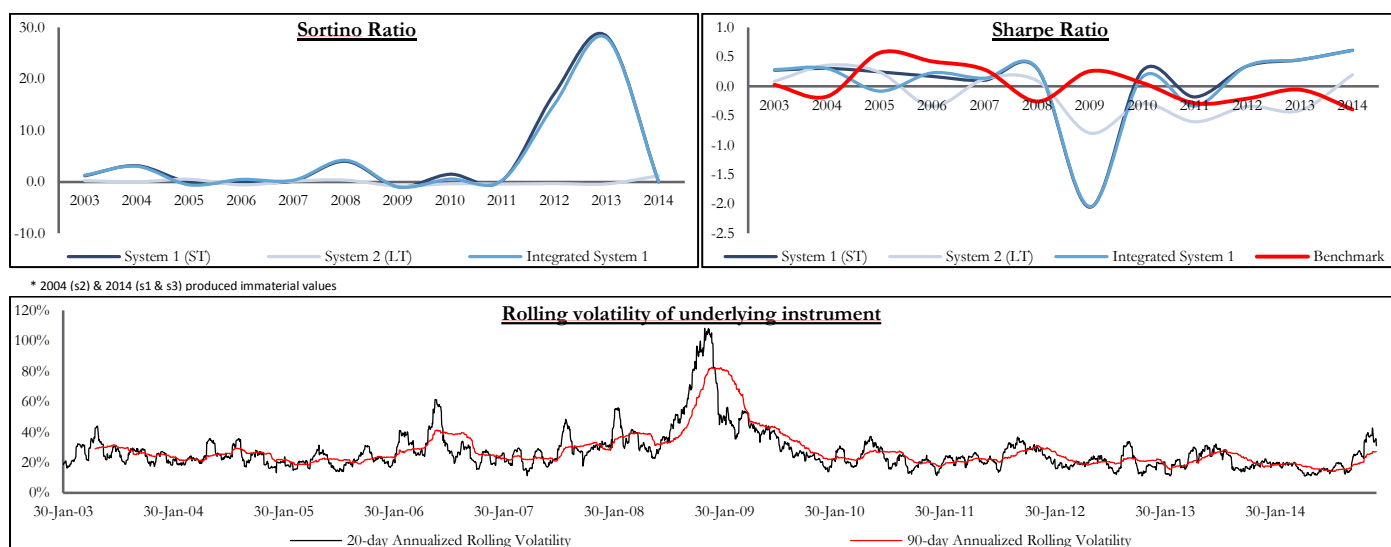 Sortino Ratio
30.0
20.0
10.0
0.0
-10.0
2003 2004 2005 2006 2007 2008 2009 2010 2011 2012 2013 2014
System 1 (ST) System 2 (LT) Integrated System 1
Sharpe Ratio
1.0
0.5
0.0
-0.5
-1.0
-1.5
-2.0
-2.5
2003 2004 2005 2006 2007 2008 2009 2010 2011 2012 2013 2014
System 1 (ST) System 2 (LT) Integrated System 1 Benchmark
* 2004 (s2) & 2014 (s1 & s3) produced immaterial values
Rolling volatility of underlying instrument
120%
100%
80%
60%
40%
20%
0%
30-Jan-03 30-Jan-04 30-Jan-05 30-Jan-06 30-Jan-07 30-Jan-08 30-Jan-09 30-Jan-10 30-Jan-11 30-Jan-12 30-Jan-13 30-Jan-14
20-day Annualized Rolling Volatility 90-day Annualized Rolling Volatility